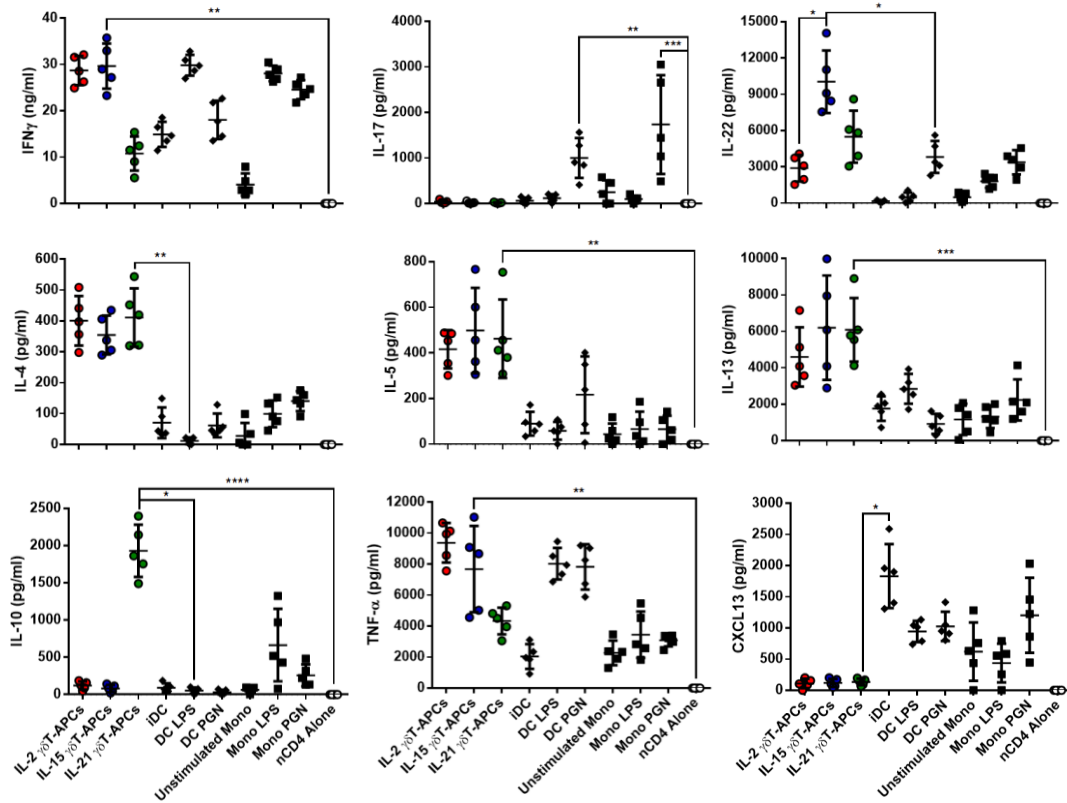 IFNγ (ng/ml)
40
30
20
10
0
**
IL-17 (pg/ml)
4000
3000
2000
1000
0
**
***
IL-22 (pg/ml)
15000
12000
9000
6000
3000
0
*
*
IL-4 (pg/ml)
600
500
400
300
200
100
0
**
IL-5 (pg/ml)
800
600
400
200
0
**
IL-13 (pg/ml)
10000
8000
6000
4000
2000
0
***
IL-10 (pg/ml)
2500
2000
1500
1000
500
0
****
*
IL-2 γδT-APCs
IL-15 γδT-APCs
IL-21 γδT-APCs
iDC
DC LPS
DC PGN
Unstimulated Mono
Mono LPS
Mono PGN
nCD4 Alone
TNF-α (pg/ml)
12000
10000
8000
6000
4000
2000
0
**
IL-2 γδT-APCs
IL-15 γδT-APCs
IL-21 γδT-APCs
iDC
DC LPS
DC PGN
Unstimulated Mono
Mono LPS
Mono PGN
nCD4 Alone
CXCL13 (pg/ml)
3000
2500
2000
1500
1000
500
0
*
IL-2 γδT-APCs
IL-15 γδT-APCs
IL-21 γδT-APCs
iDC
DC LPS
DC PGN
Unstimulated Mono
Mono LPS
Mono PGN
nCD4 Alone